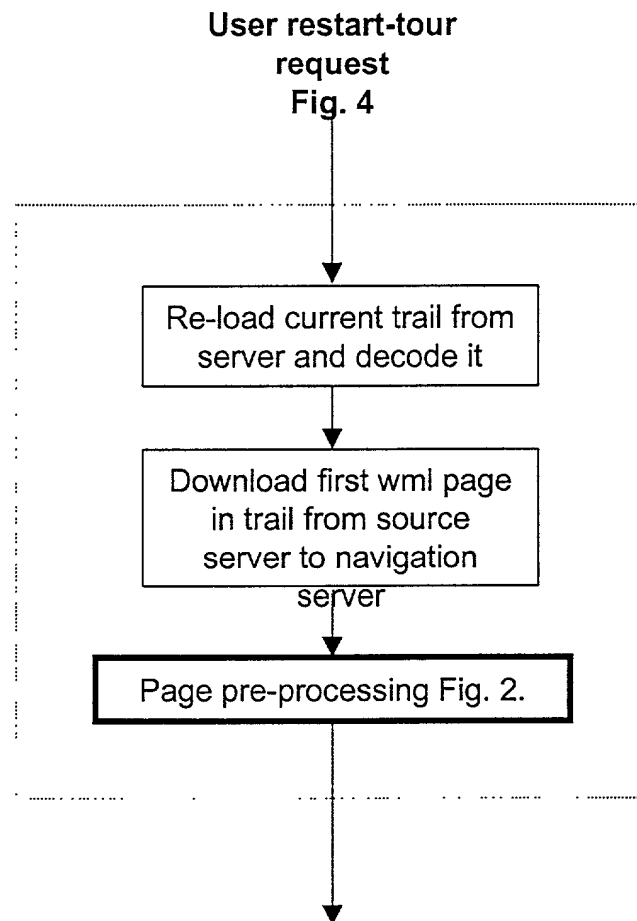 User restart-tour
request
Fig. 4
Re-load current trail from
server and decode it
Download first wml page
in trail from source
server to navigation
server
Page pre-processing Fig. 2.